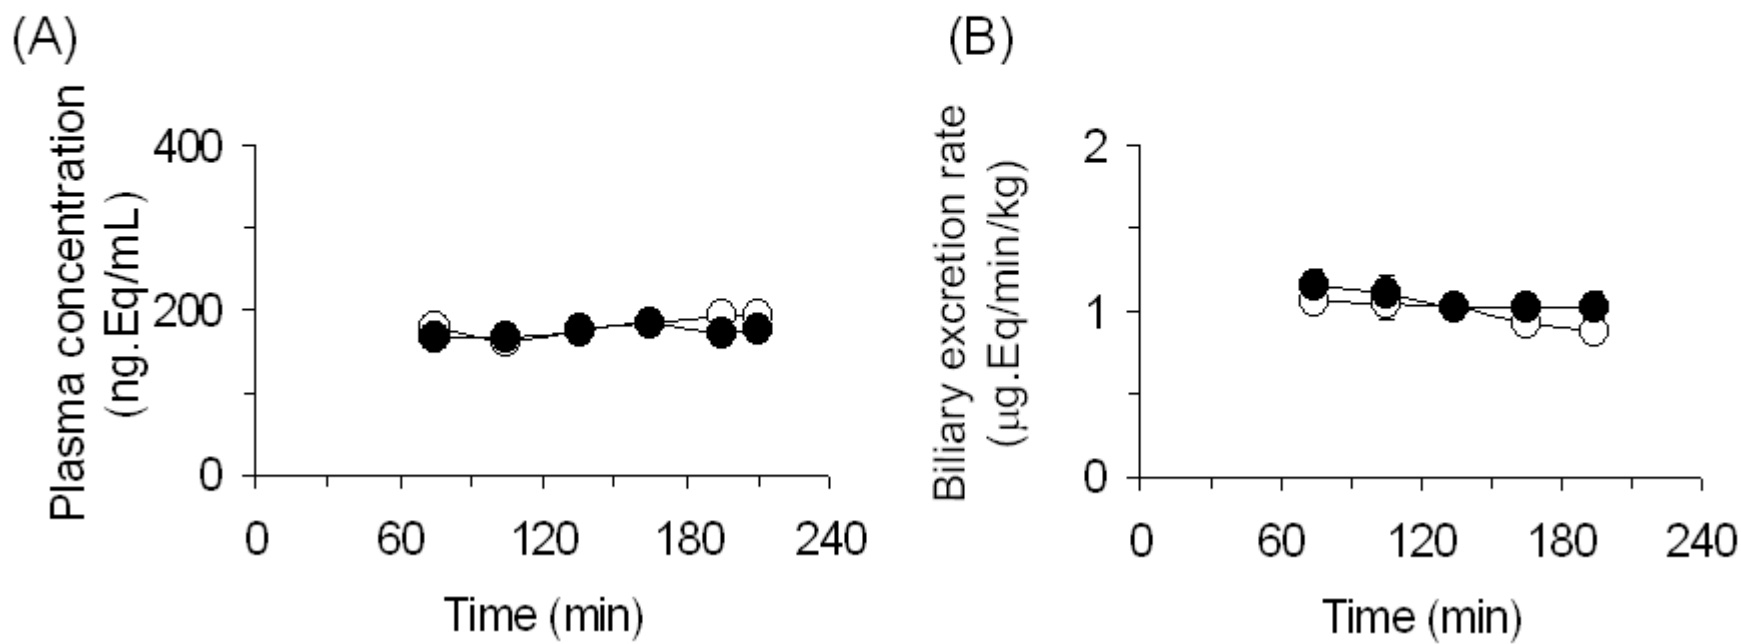 (A)
Plasma concentration
(ng.Eq/mL)
400
200
0
0 60 120 180 240
Time (min)
(B)
Biliary excretion rate
(μg.Eq/min/kg)
2
1
0
0 60 120 180 240
Time (min)